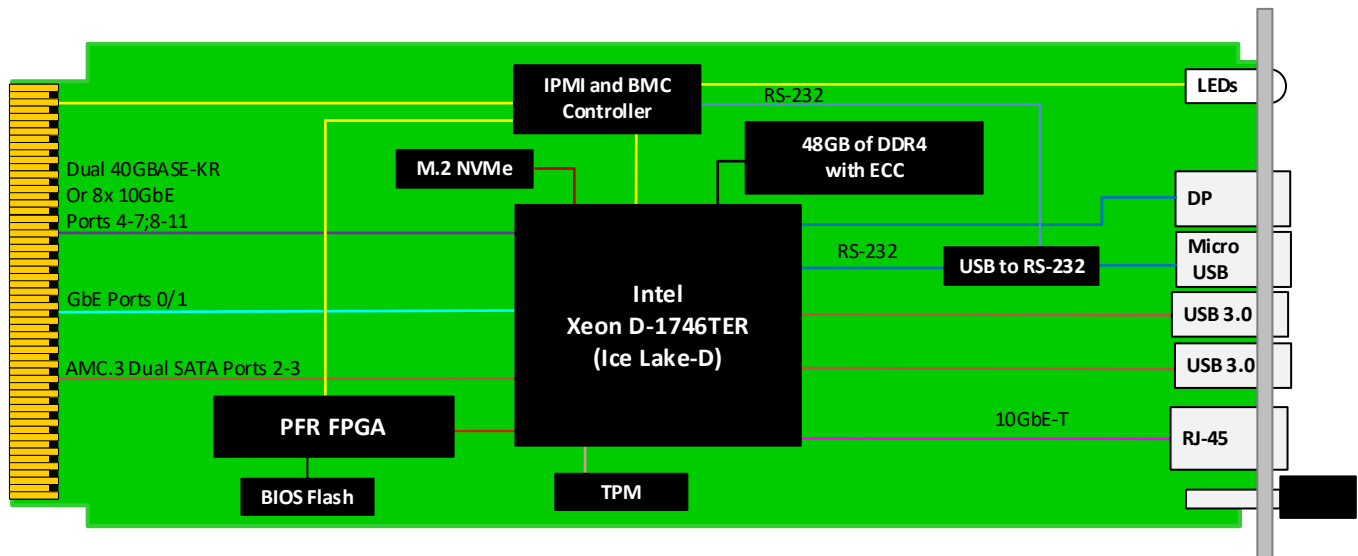 IPMI and BMC
Controller
RS-232
LEDs
48GB of DDR4
with ECC
M.2 NVMe
Dual 40GBASE-KR
Or 8x 10GbE
Ports 4-7;8-11
DP
Micro
USB
RS-232
USB to RS-232
GbE Ports 0/1
Intel
Xeon D-1746TER
(Ice Lake-D)
USB 3.0
USB 3.0
AMC.3 Dual SATA Ports 2-3
10GbE-T
RJ-45
PFR FPGA
BIOS Flash
TPM